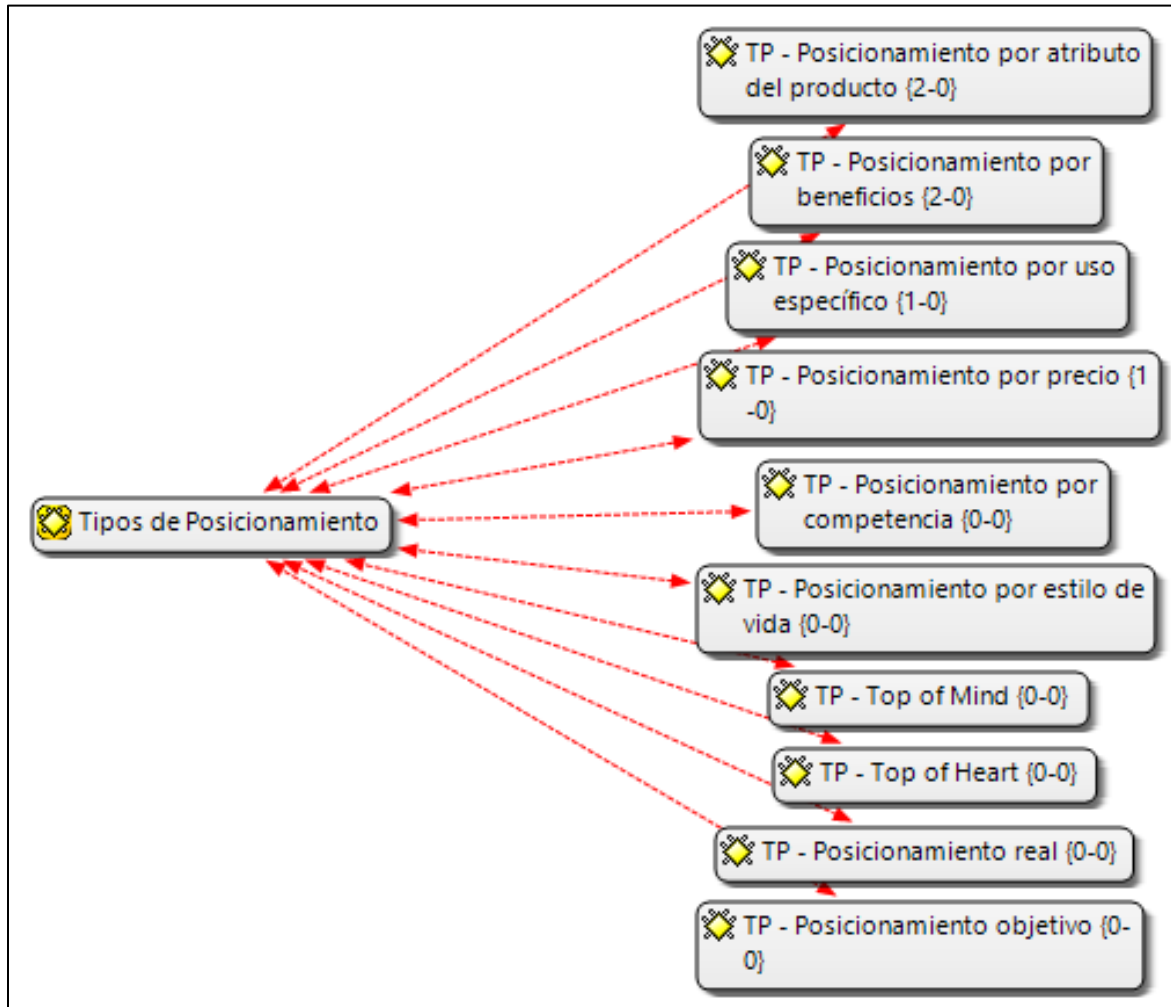 TP - Posicionamiento por atributo
del producto {2-0}
TP - Posicionamiento por
beneficios {2-0}
TP - Posicionamiento por uso
específico {1-0}
TP - Posicionamiento por precio {1
-0}
Tipos de Posicionamiento
TP - Posicionamiento por
competencia {0-0}
TP - Posicionamiento por estilo de
vida {0-0}
TP - Top of Mind {0-0}
TP - Top of Heart {0-0}
TP - Posicionamiento real {0-0}
TP - Posicionamiento objetivo {0-
0}